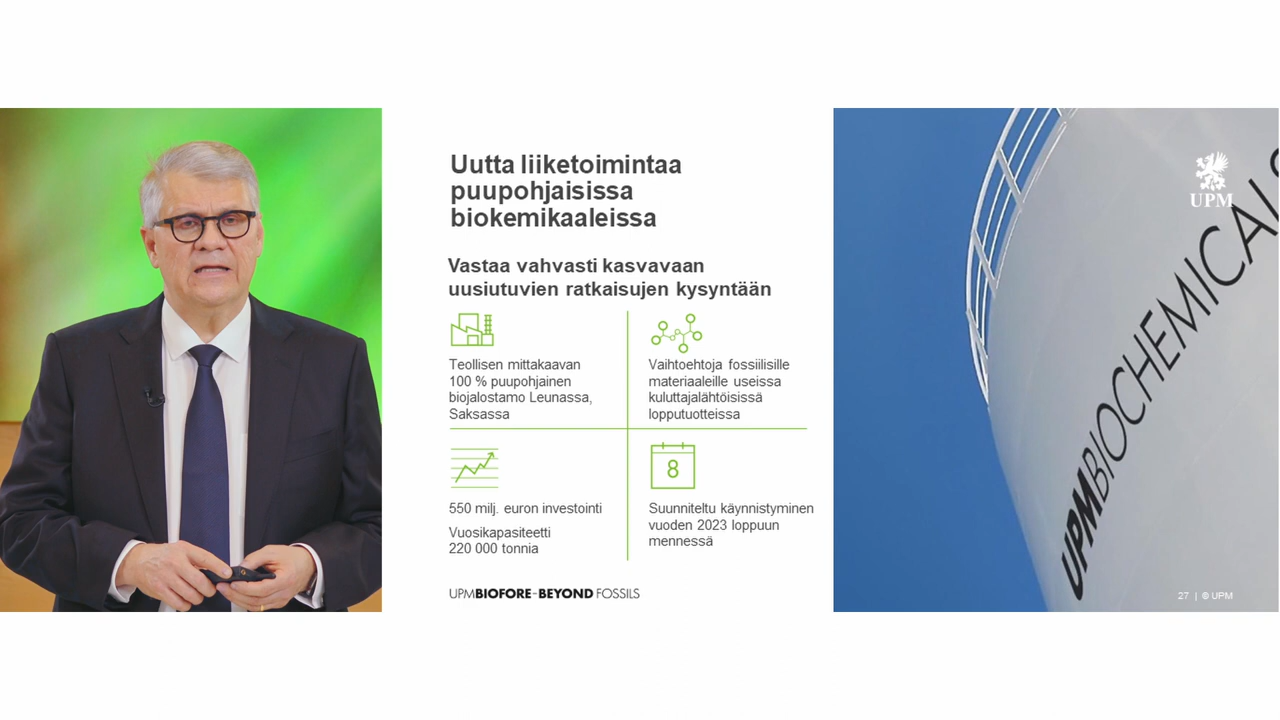 Uutta liiketoimintaa
puupohjaisissa
biokemikaaleissa
Vastaa vahvasti kasvavaan
uusiutuvien ratkaisujen kysyntään
Teollisen mittakaavan
100 % puupohjainen
biojalostamo Leunassa,
Saksassa
Vaihtoehtoja fossiilisille
materiaaleille useissa
kuluttajalähtöisissä
lopputuotteissa
550 milj. euron investointi
Vuosikapasiteetti
220 000 tonnia
8
Suunniteltu käynnistyminen
vuoden 2023 loppuun
mennessä
UPMBIOFORE-BEYOND FOSSILS
UPM
UPMBIOCHEMICALS
27 | © UPM